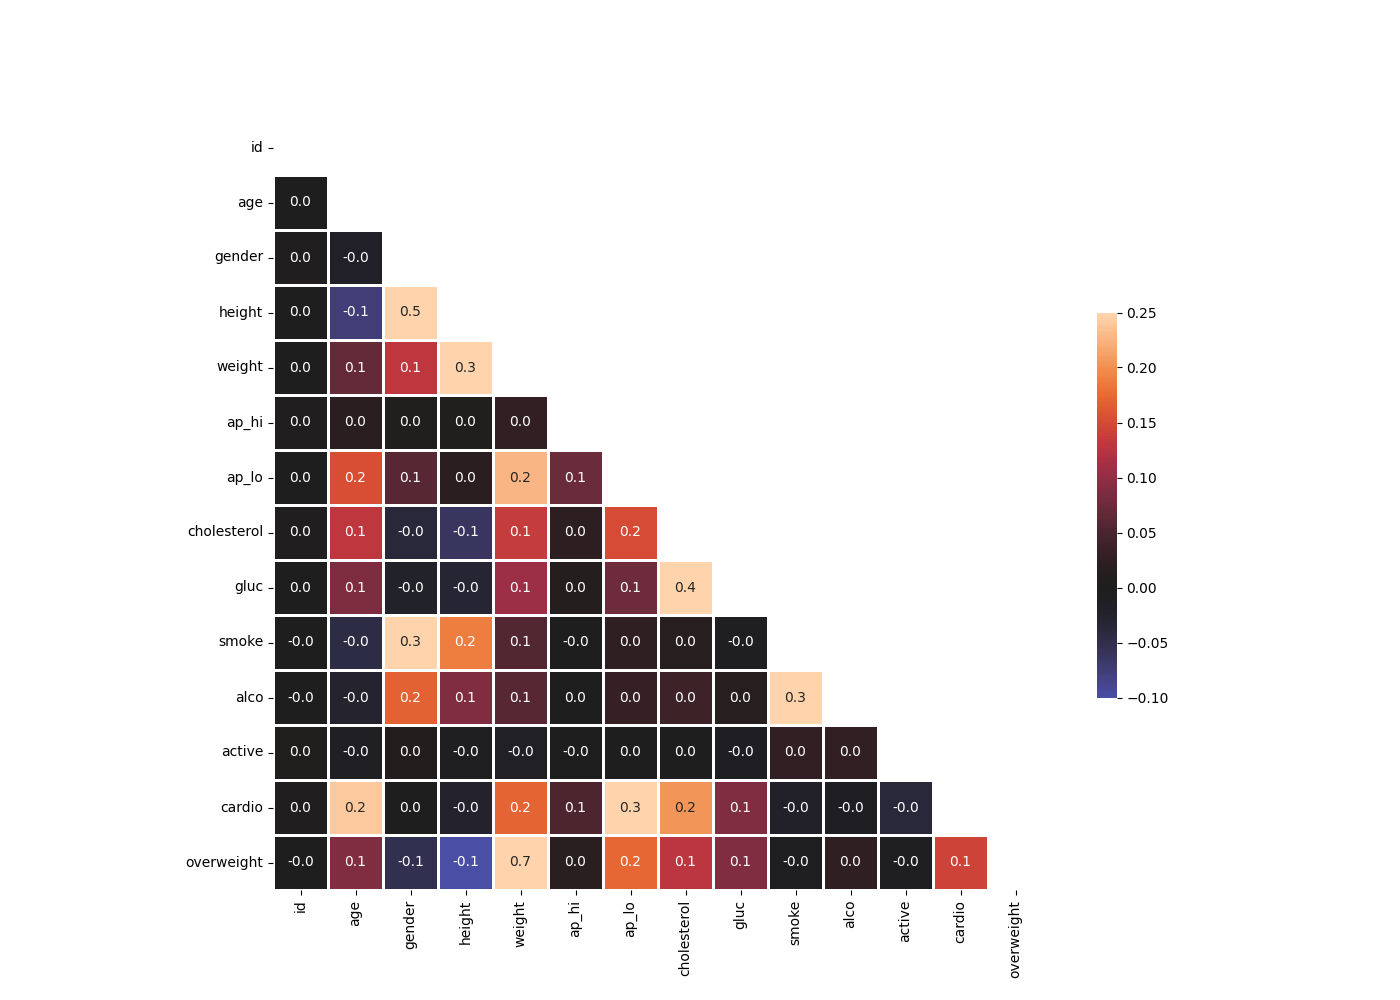 id
age 0.0
gender 0.0 -0.0
height 0.0 -0.1 0.5
weight 0.0 0.1 0.1 0.3
ap_hi 0.0 0.0 0.0 0.0 0.0
ap_lo 0.0 0.2 0.1 0.0 0.2 0.1
cholesterol 0.0 0.1 -0.0 -0.1 0.1 0.0 0.2
gluc 0.0 0.1 -0.0 -0.0 0.1 0.0 0.1 0.4
smoke -0.0 -0.0 0.3 0.2 0.1 -0.0 0.0 0.0 -0.0
alco -0.0 -0.0 0.2 0.1 0.1 0.0 0.0 0.0 0.0 0.3
active 0.0 -0.0 0.0 -0.0 -0.0 -0.0 0.0 0.0 -0.0 0.0 0.0
cardio 0.0 0.2 0.0 -0.0 0.2 0.1 0.3 0.2 0.1 -0.0 -0.0 -0.0
overweight -0.0 0.1 -0.1 -0.1 0.7 0.0 0.2 0.1 0.1 -0.0 0.0 -0.0 0.1
id age gender height weight ap_hi ap_lo cholesterol gluc smoke alco active cardio overweight
0.25
0.20
0.15
0.10
0.05
0.00
−0.05
−0.10